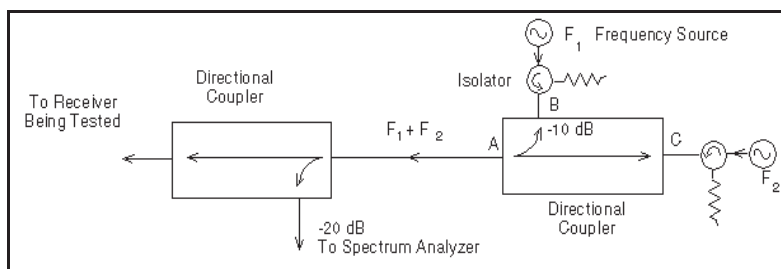 F1 Frequency Source
Isolator
Directional
Coupler
To Receiver
Being Tested
B
F1 + F2
A
-10 dB
C
F2
Directional
Coupler
-20 dB
To Spectrum Analyzer